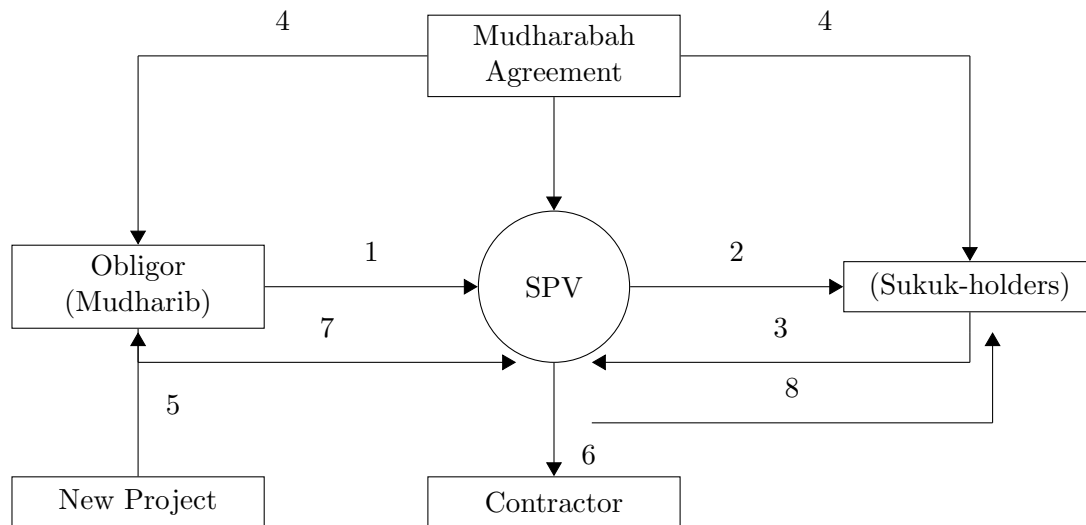 4
Mudharabah
Agreement
4
Obligor
(Mudharib)
1
SPV
2
(Sukuk-holders)
7
3
5
8
6
New Project
Contractor